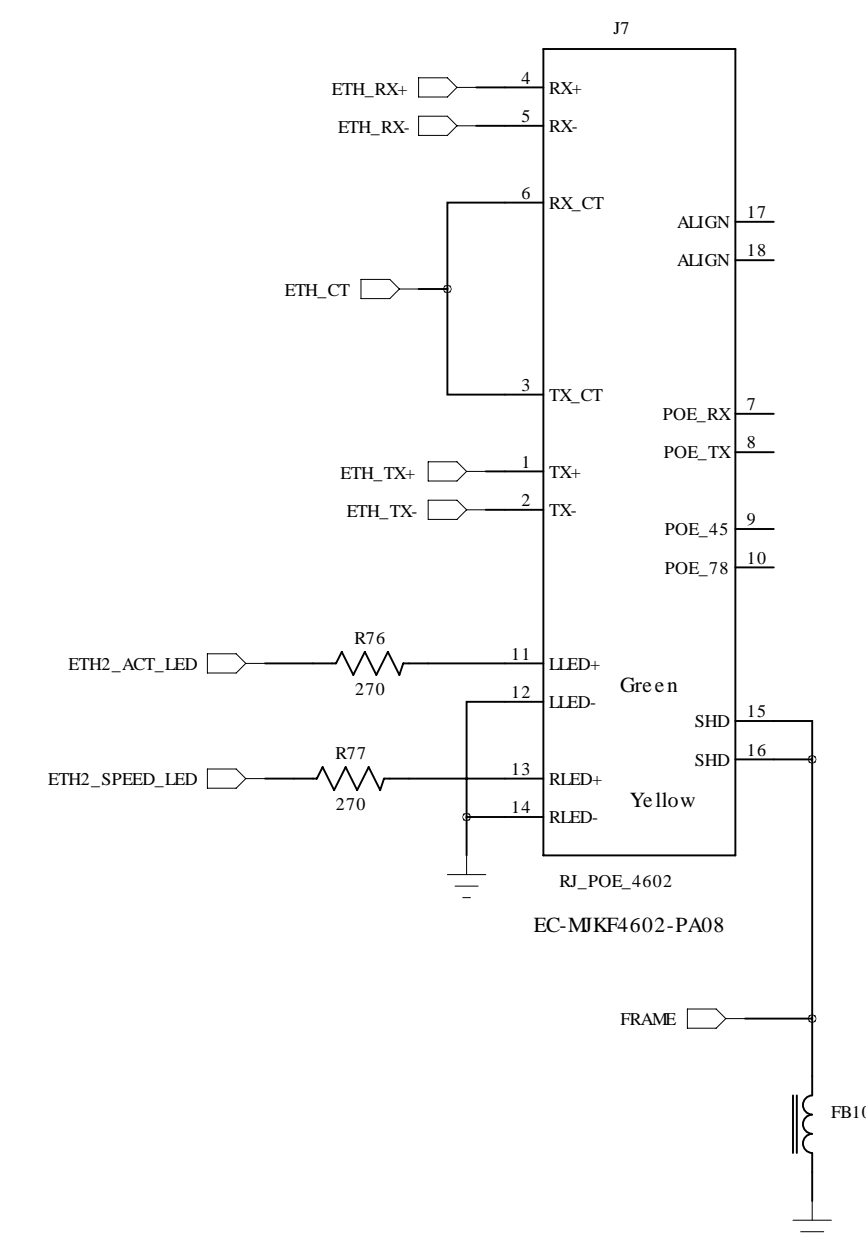 J7
ETH_RX+
4
RX+
ETH_RX-
5
RX-
6
RX_CT
ALIGN
17
ALIGN
18
ETH_CT
3
TX_CT
POE_RX
7
POE_TX
8
ETH_TX+
1
TX+
ETH_TX-
2
TX-
POE_45
9
POE_78
10
R76
ETH2_ACT_LED
270
11
LLED+
12
LLED-
Green
SHD
15
SHD
16
R77
ETH2_SPEED_LED
270
13
RLED+
14
RLED-
Yellow
RJ_POE_4602
EC-MJKF4602-PA08
FRAME